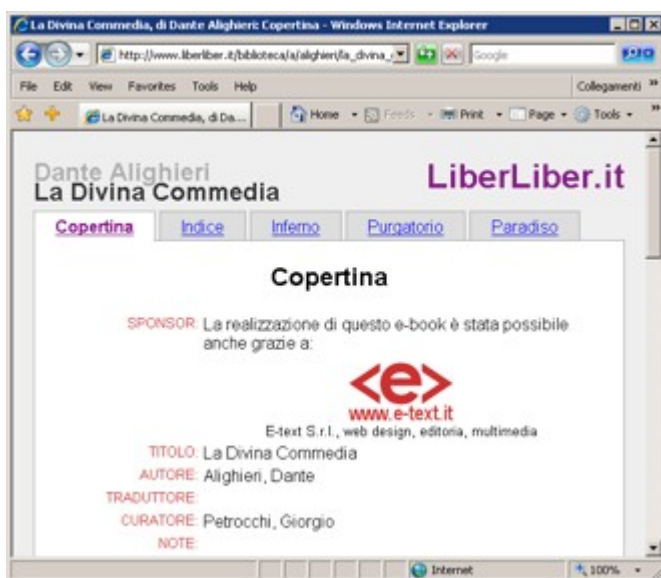 La Divina Commedia, di Dante Alighieri: Copertina - Windows Internet Explorer
http://www.liberliber.it/biblioteca/a/alighieri/la_divina_
Google
File Edit View Favorites Tools Help
Collegamenti »
La Divina Commedia, di Da...
Home Feeds Print Page Tools »
Dante Alighieri
La Divina Commedia
LiberLiber.it
Copertina Indice Inferno Purgatorio Paradiso
Copertina
SPONSOR: La realizzazione di questo e-book è stata possibile
anche grazie a:
<e>
www.e-text.it
E-text S.r.l., web design, editoria, multimedia
TITOLO: La Divina Commedia
AUTORE: Alighieri, Dante
TRADUTTORE:
CURATORE: Petrocchi, Giorgio
NOTE:
Internet
100%